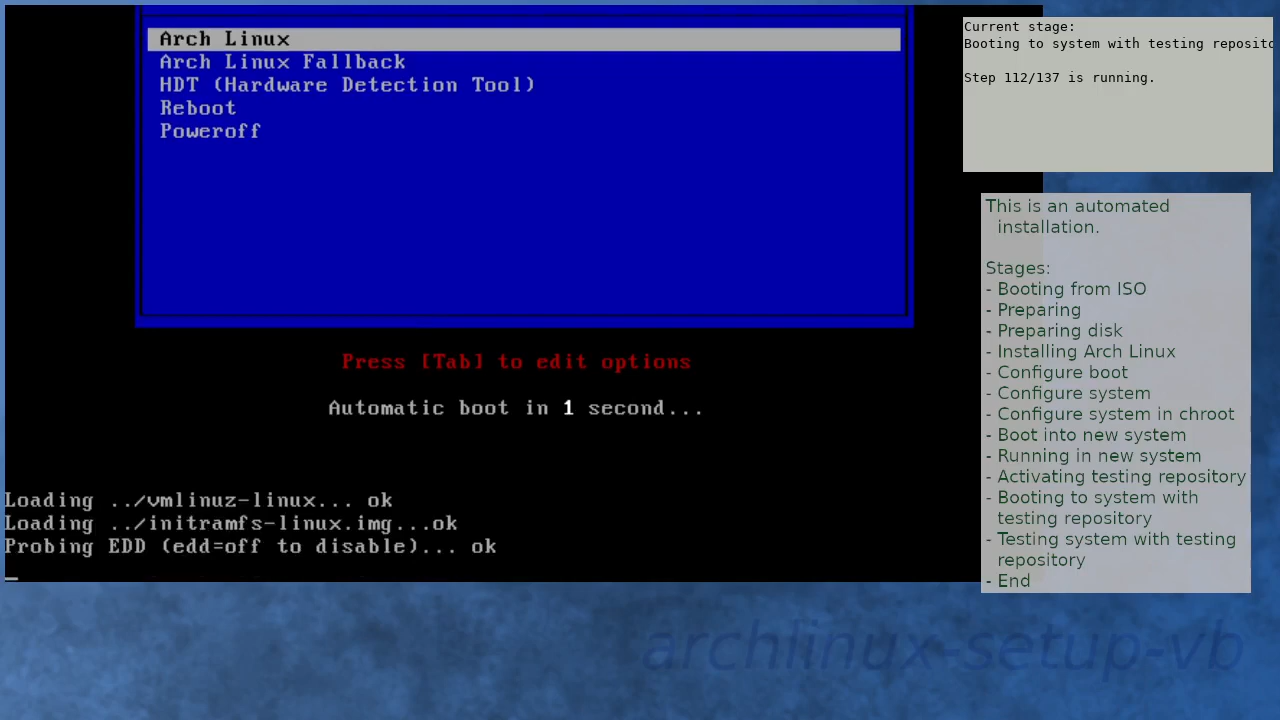 Arch Linux
Arch Linux Fallback
HDT (Hardware Detection Tool)
Reboot
Poweroff
Press [Tab] to edit options
Automatic boot in 1 second...
Loading ../vmlinuz-linux... ok
Loading ../initramfs-linux.img...ok
Probing EDD (edd=off to disable)... ok
Current stage:
Booting to system with testing
Step 112/137 is running.
This is an automated
installation.
Stages:
- Booting from ISO
- Preparing
- Preparing disk
- Installing Arch Linux
- Configure boot
- Configure system
- Configure system in chroot
- Boot into new system
- Running in new system
- Activating testing repository
- Booting to system with
testing repository
- Testing system with testing
repository
- End
archlinux-setup-vb